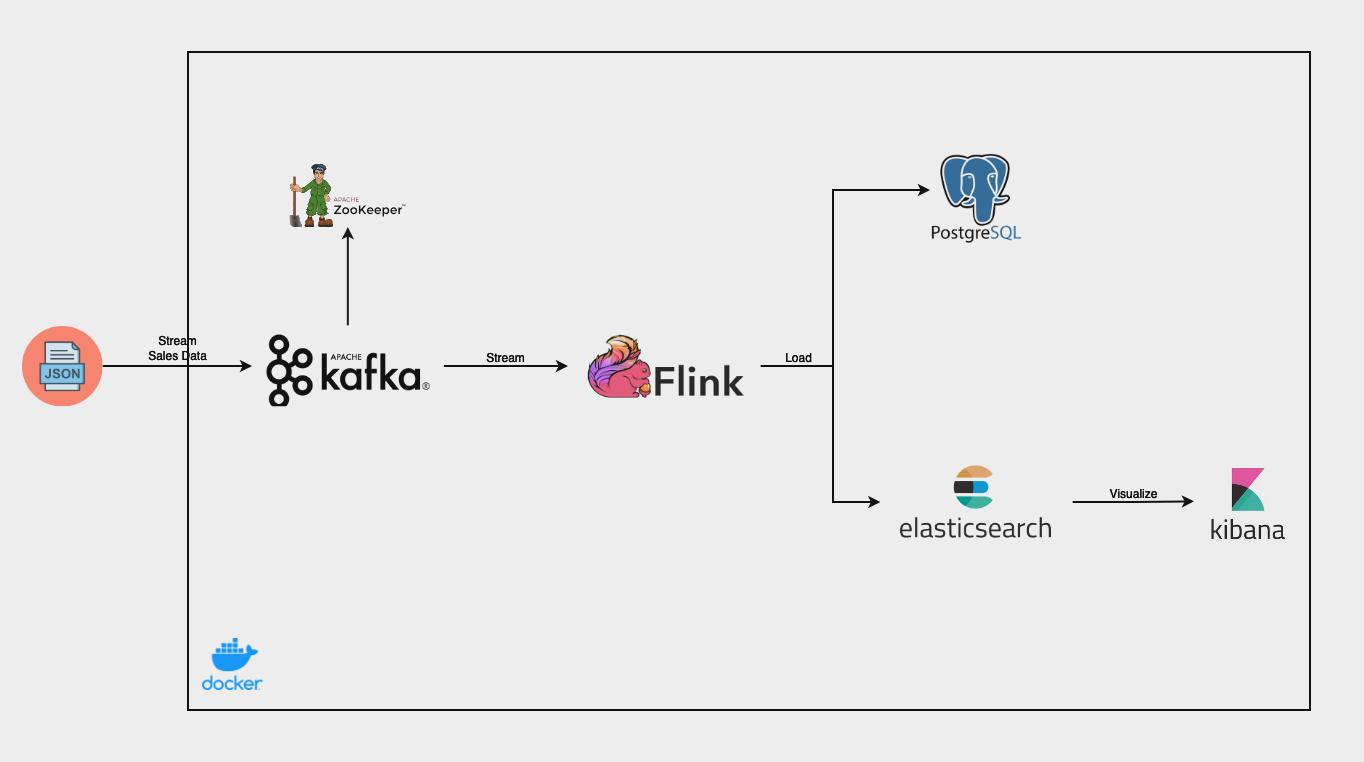 APACHE
ZooKeeper™
PostgreSQL
Stream
Sales Data
JSON
APACHE
kafka®
Stream
Flink
Load
elasticsearch
Visualize
kibana
docker